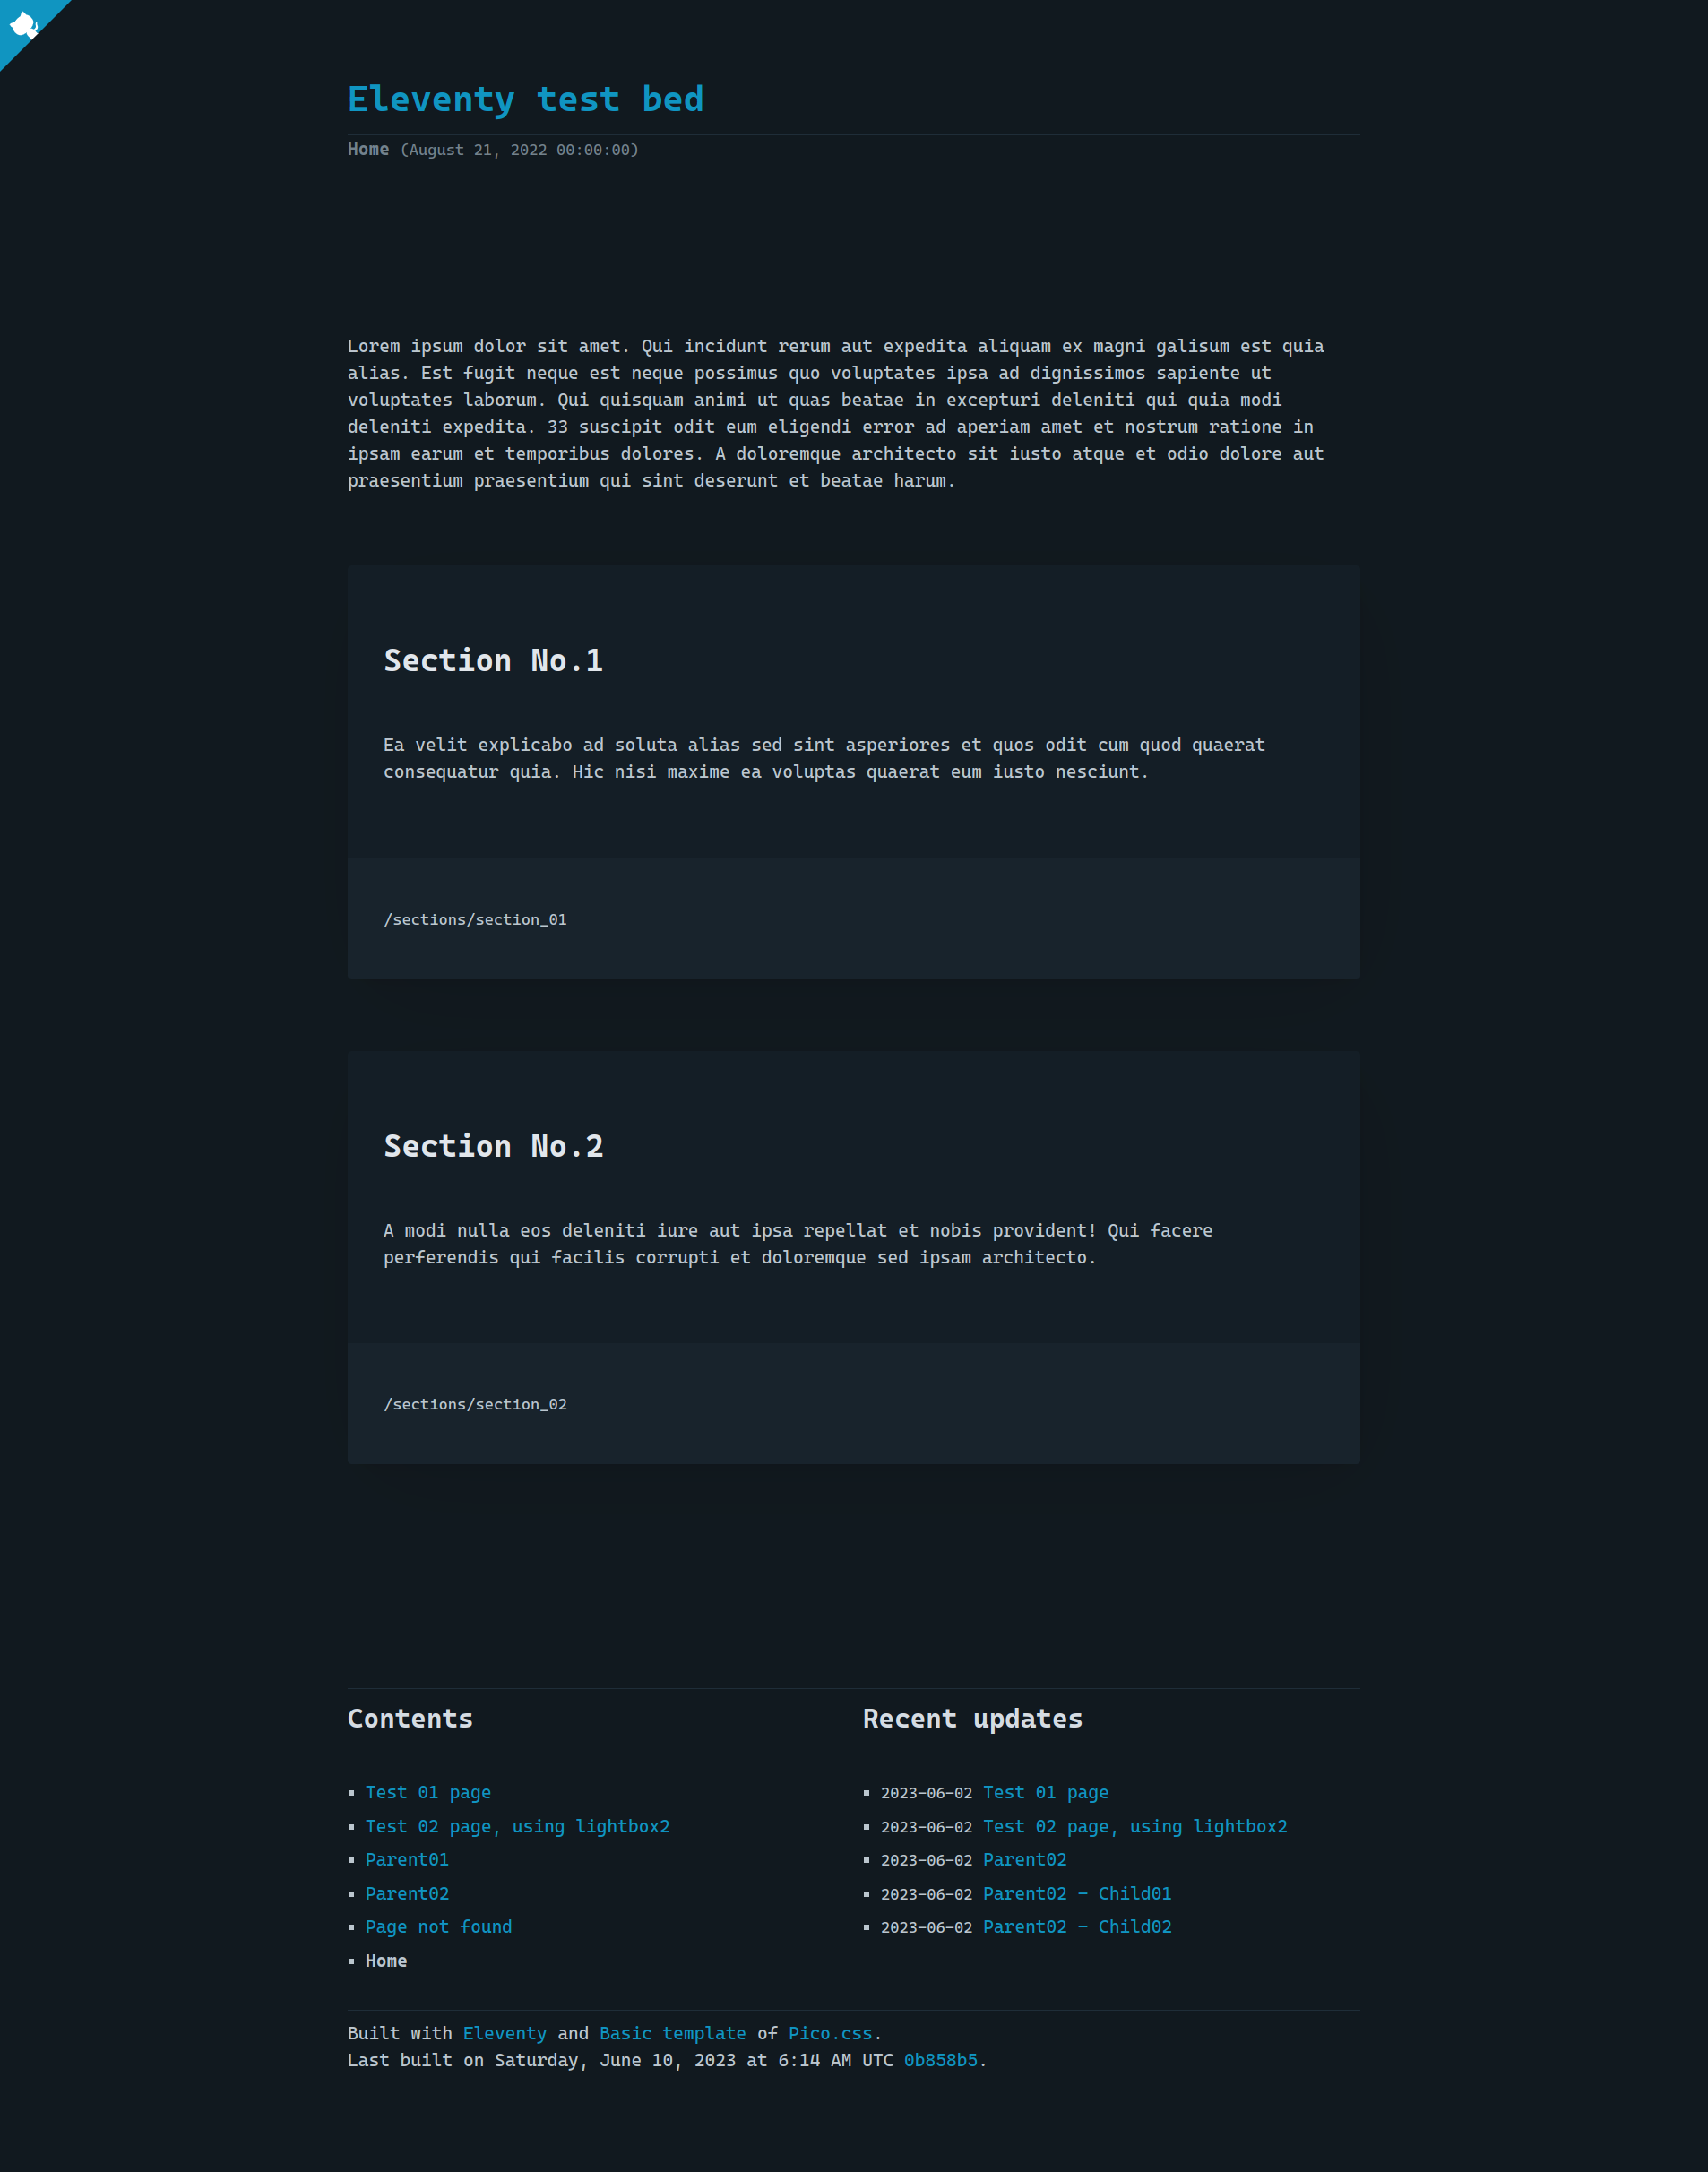 Eleventy test bed
Home (August 21, 2022 00:00:00)
Lorem ipsum dolor sit amet. Qui incidunt rerum aut expedita aliquam ex magni galisum est quia
alias. Est fugit neque est neque possimus quo voluptates ipsa ad dignissimos sapiente ut
voluptates laborum. Qui quisquam animi ut quas beatae in excepturi deleniti qui quia modi
deleniti expedita. 33 suscipit odit eum eligendi error ad aperiam amet et nostrum ratione in
ipsam earum et temporibus dolores. A doloremque architecto sit iusto atque et odio dolore aut
praesentium praesentium qui sint deserunt et beatae harum.
Section No.1
Ea velit explicabo ad soluta alias sed sint asperiores et quos odit cum quod quaerat
consequatur quia. Hic nisi maxime ea voluptas quaerat eum iusto nesciunt.
/sections/section_01
Section No.2
A modi nulla eos deleniti iure aut ipsa repellat et nobis provident! Qui facere
perferendis qui facilis corrupti et doloremque sed ipsam architecto.
/sections/section_02
Contents
Test 01 page
Test 02 page, using lightbox2
Parent01
Parent02
Page not found
Home
Recent updates
2023-06-02 Test 01 page
2023-06-02 Test 02 page, using lightbox2
2023-06-02 Parent02
2023-06-02 Parent02 - Child01
2023-06-02 Parent02 - Child02
Built with Eleventy and Basic template of Pico.css.
Last built on Saturday, June 10, 2023 at 6:14 AM UTC 0b858b5.